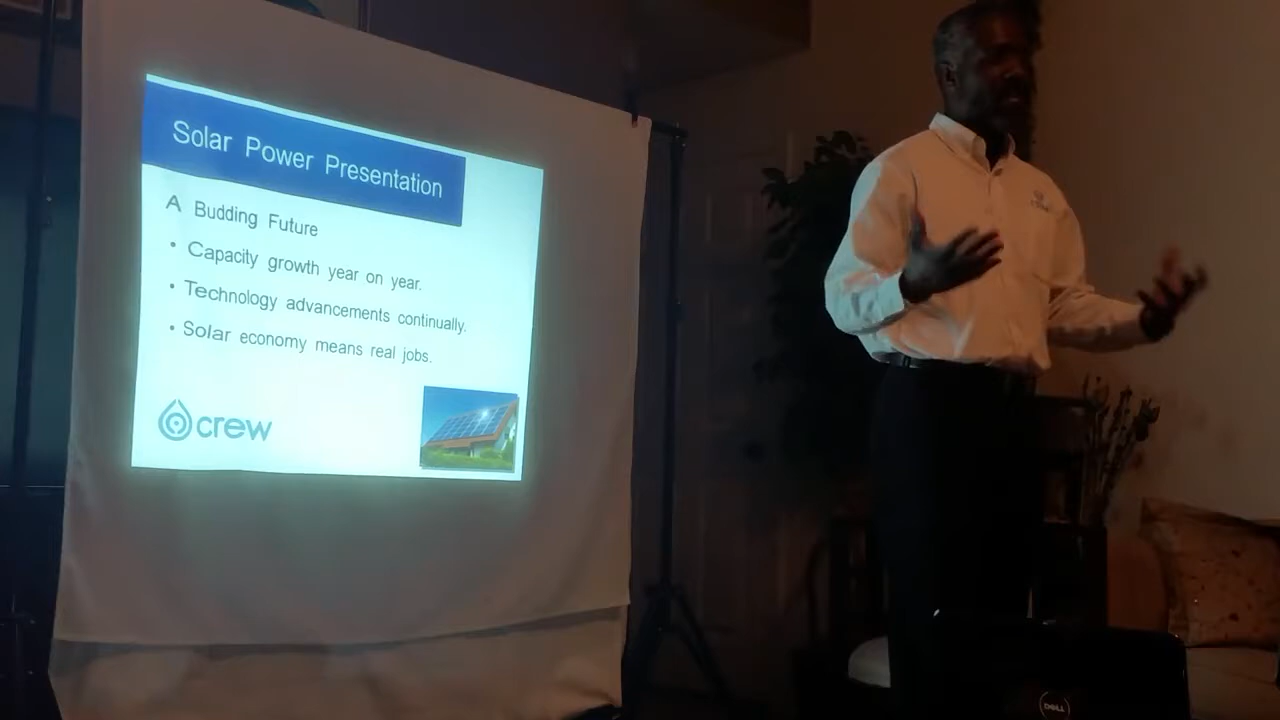 Solar Power Presentation
A Budding Future
• Capacity growth year on year.
• Technology advancements continually.
• Solar economy means real jobs.
crew
DELL